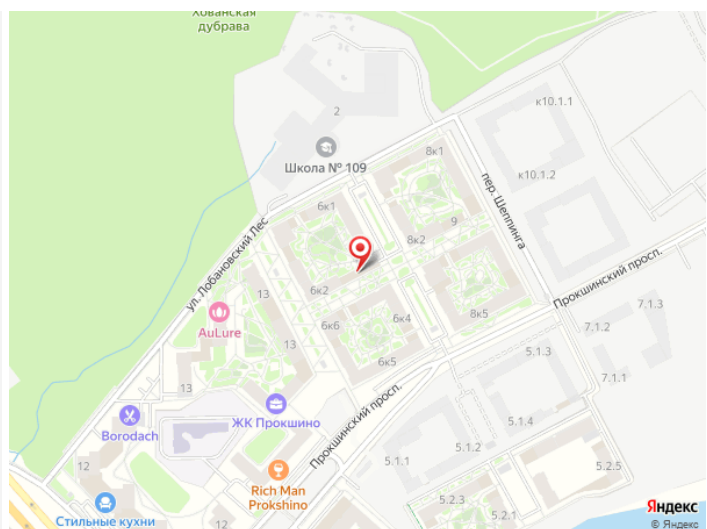 Хованская
дубрава
к10.1.1
2
Школа № 109
8к1
к10.1.2
пер. Шеппинга
6к1
9
8к2
ул. Лобановский Лес
6к2
Прокшинский просп.
13
AuLure
6к6
6к4
8к5
7.1.3
7.1.2
13
5.1.3
6к5
7.1.1
13
Прокшинский просп.
ЖК Прокшино
Borodach
5.1.2
5.1.1
12
5.2.5
Rich Man
Prokshino
5.2.3
5.2.1
12
Стильные кухни
12
Яндекс
© Яндекс